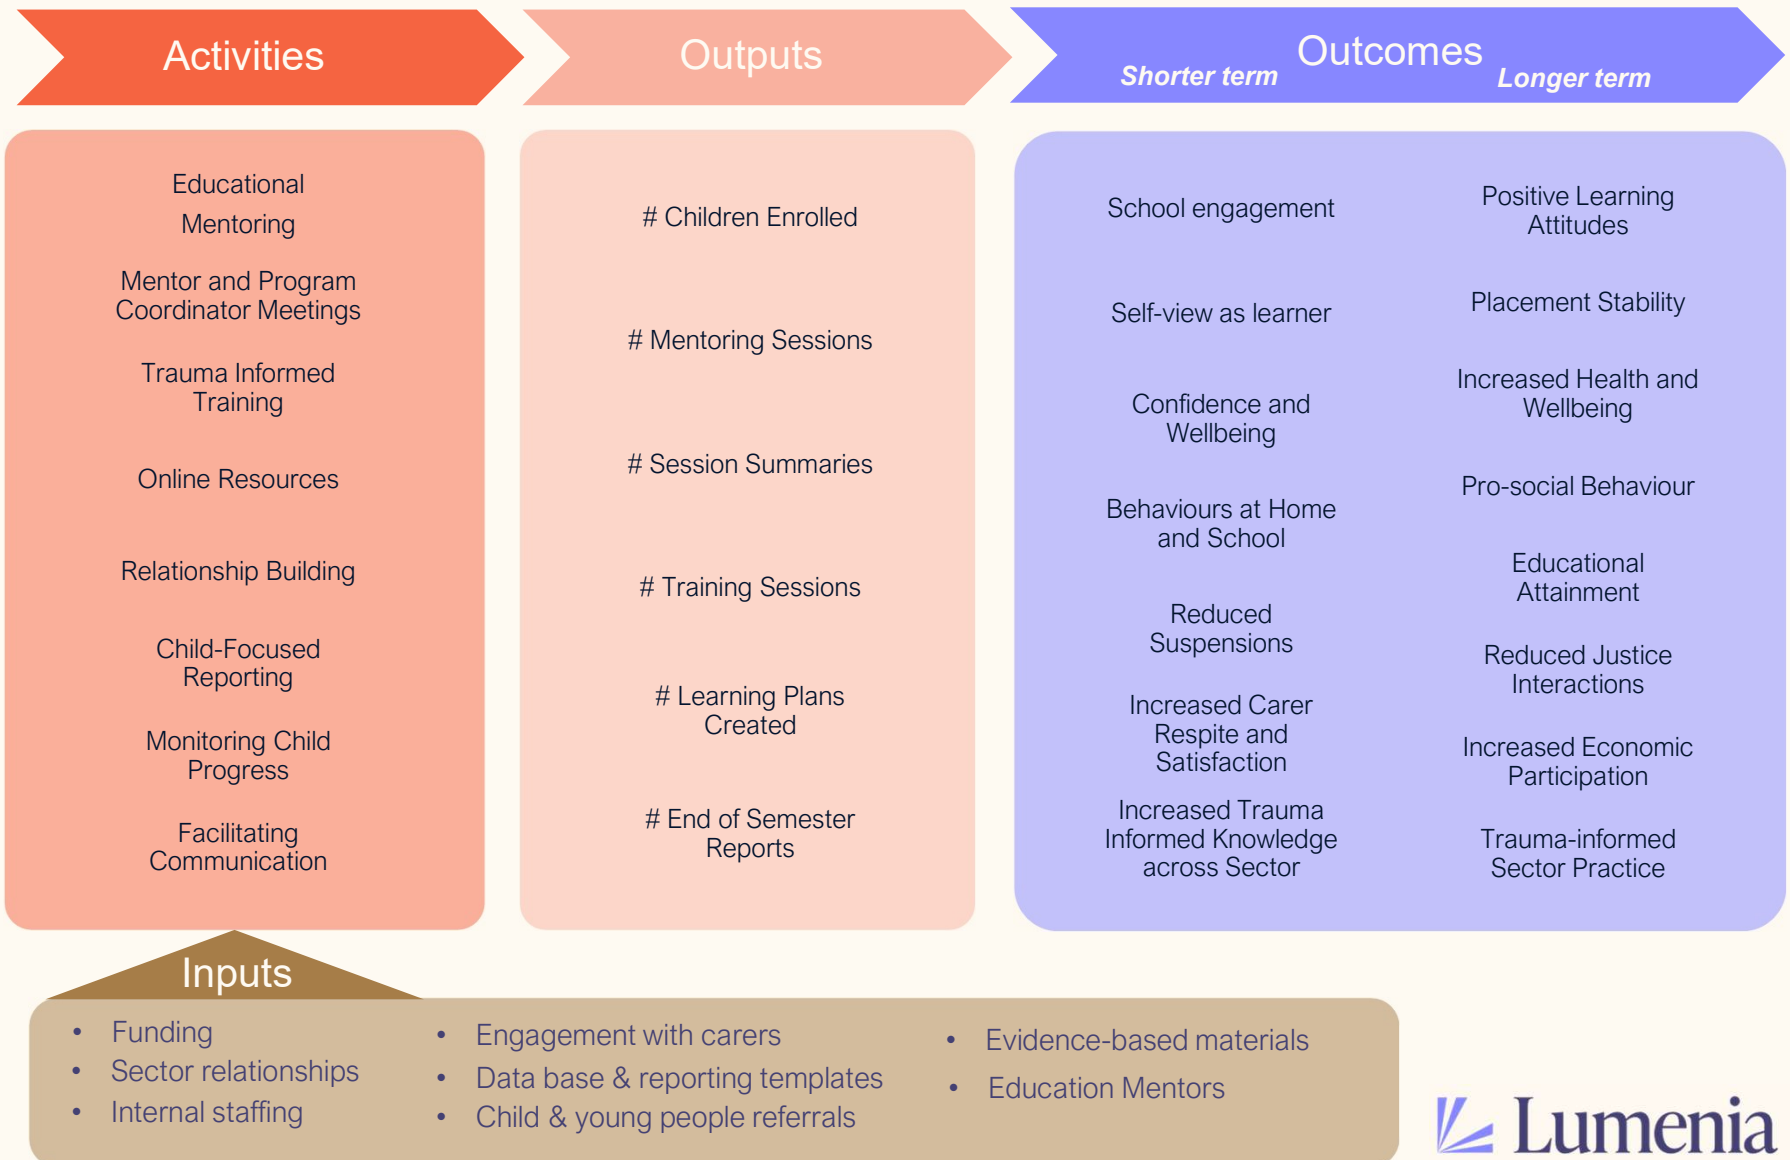 Activities
Outputs
Outcomes
Shorter term
Longer term
Educational
Mentoring
Mentor and Program
Coordinator Meetings
Trauma Informed
Training
Online Resources
Relationship Building
Child-Focused
Reporting
Monitoring Child
Progress
Facilitating
Communication
# Children Enrolled
# Mentoring Sessions
# Session Summaries
# Training Sessions
# Learning Plans
Created
# End of Semester
Reports
School engagement
Self-view as learner
Confidence and
Wellbeing
Behaviours at Home
and School
Reduced
Suspensions
Increased Carer
Respite and
Satisfaction
Increased Trauma
Informed Knowledge
across Sector
Positive Learning
Attitudes
Placement Stability
Increased Health and
Wellbeing
Pro-social Behaviour
Educational
Attainment
Reduced Justice
Interactions
Increased Economic
Participation
Trauma-informed
Sector Practice
Inputs
• Funding
• Sector relationships
• Internal staffing
• Engagement with carers
• Data base & reporting templates
• Child & young people referrals
• Evidence-based materials
• Education Mentors
Lumenia